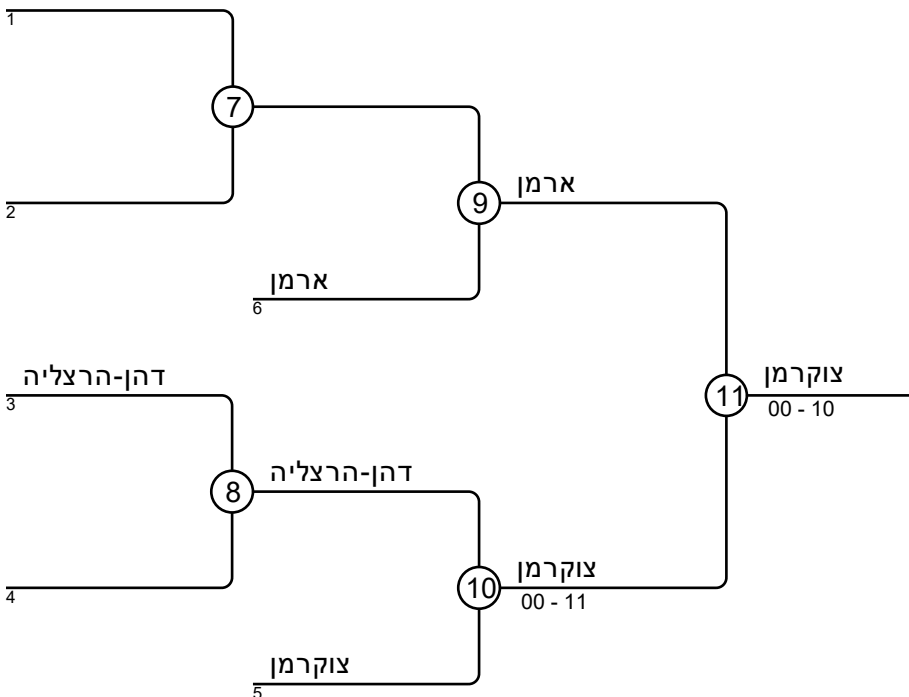 1
7
2
9
ארמן
ארמן
6
דהן-הרצליה
3
11
צוקרמן
00 - 10
8
דהן-הרצליה
4
10
צוקרמן
00 - 11
צוקרמן
5